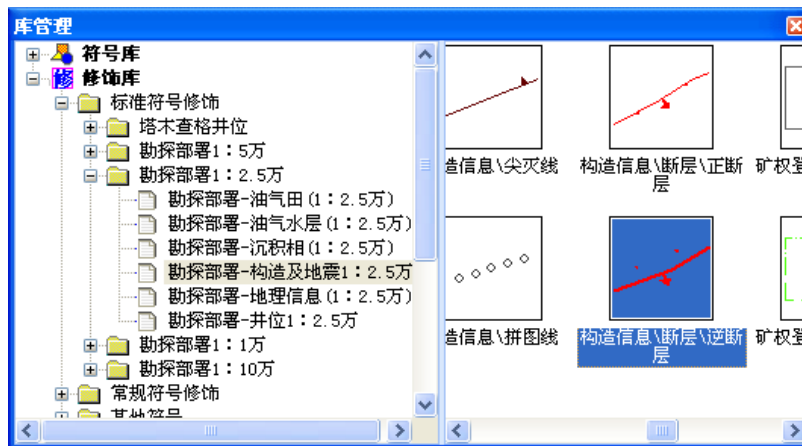 库管理
符号库
修 修饰库
标准符号修饰
塔木查格井位
勘探部署1：5万
勘探部署1：2.5万
勘探部署-油气田(1：2.5万)
勘探部署-油气水层(1：2.5万)
勘探部署-沉积相(1：2.5万)
勘探部署-构造及地震1：2.5万
勘探部署-地理信息(1：2.5万)
勘探部署-井位1：2.5万
勘探部署1：1万
勘探部署1：10万
常规符号修饰
其他符号
造信息\尖灭线
构造信息\断层\正断
层
矿权登
造信息\拼图线
构造信息\断层\逆断
层
矿权登